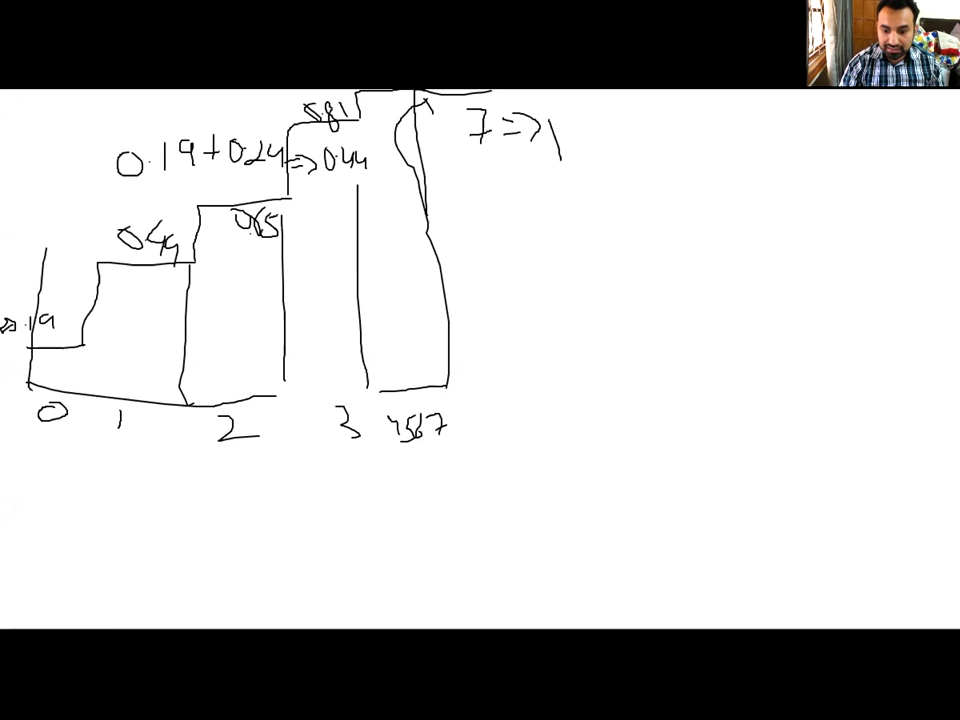 0.81
7 => 1
0.19+0.24 => 0.44
0.44
0.65
.19
0 1 2 3 4567